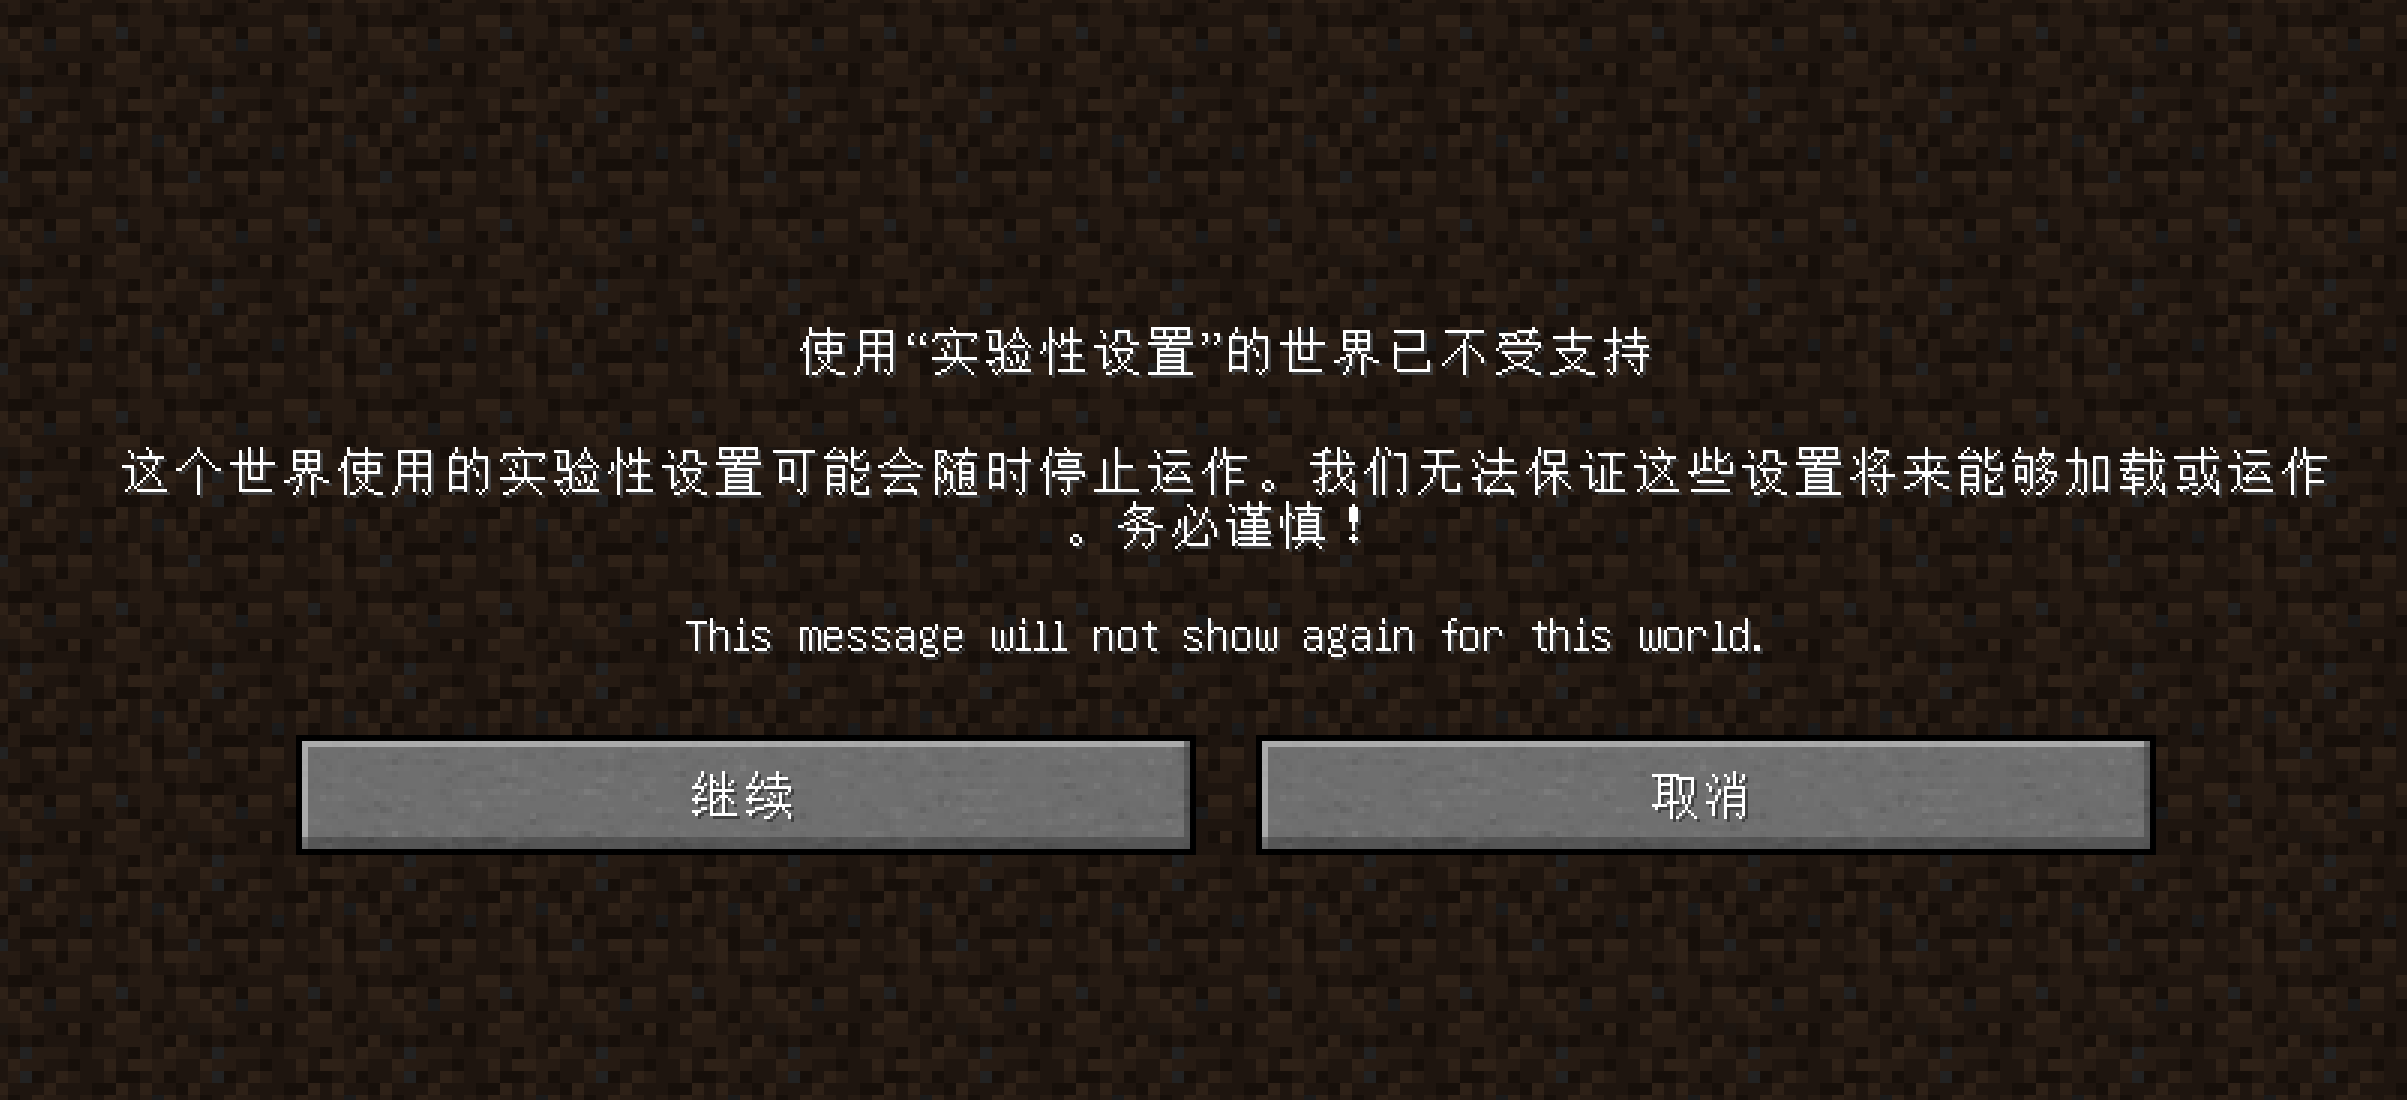 使用“实验性设置”的世界已不受支持
这个世界使用的实验性设置可能会随时停止运作。我们无法保证这些设置将来能够加载或运作
。务必谨慎！
This message will not show again for this world.
继续
取消